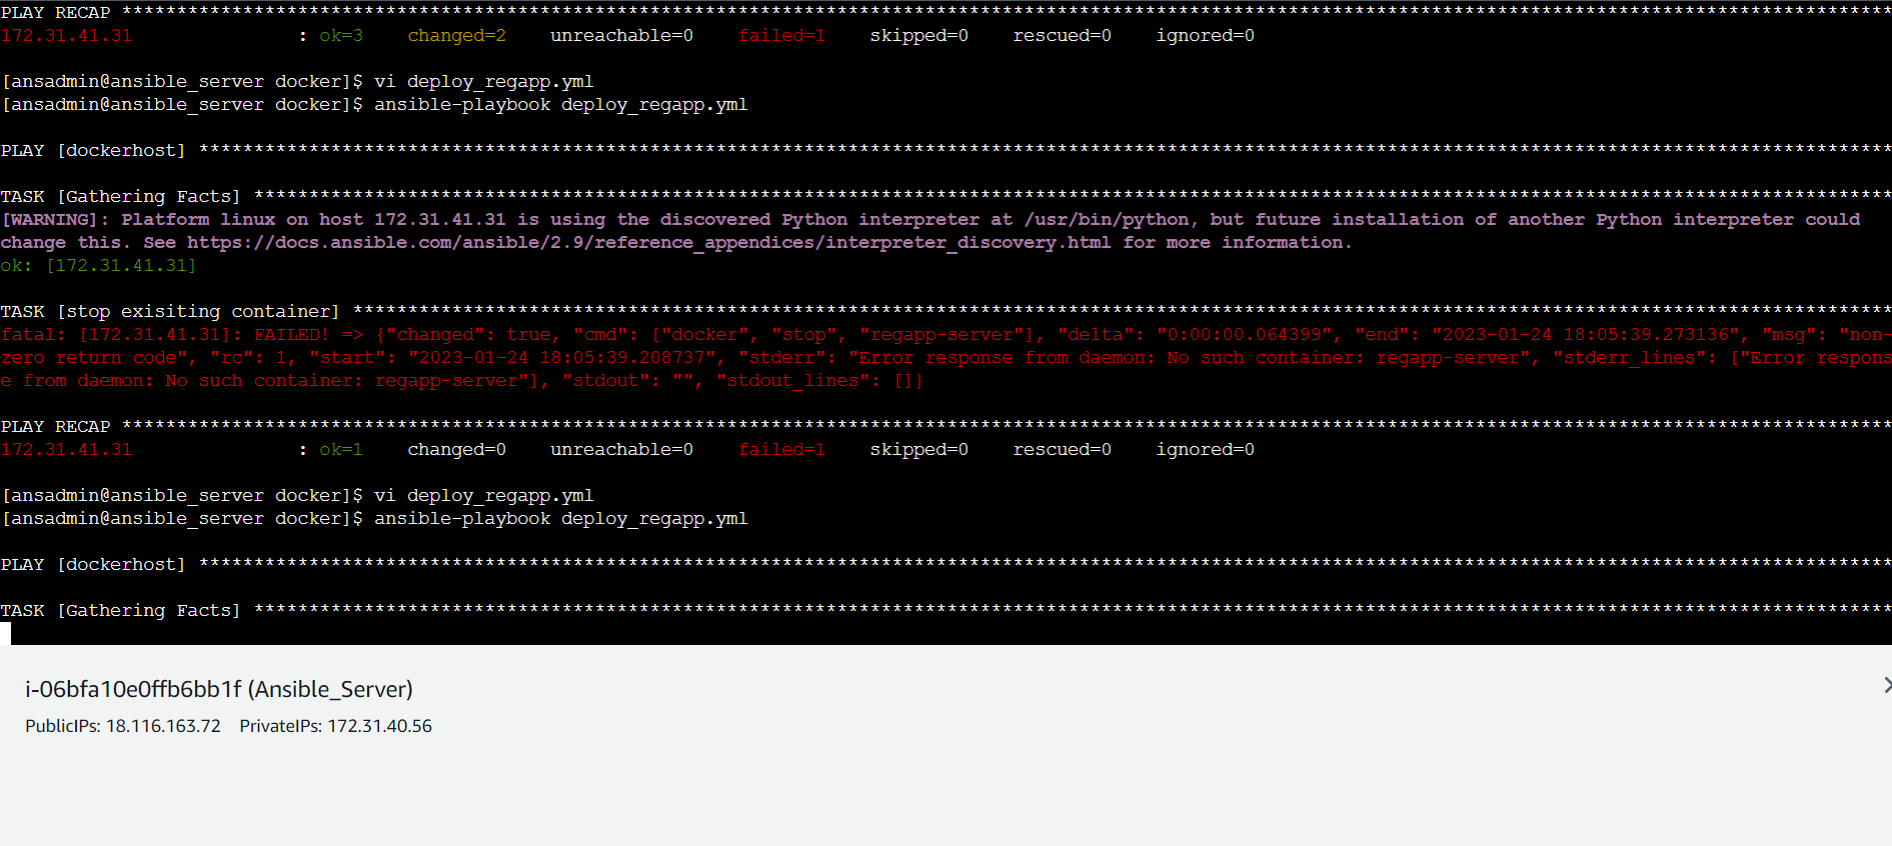 PLAY RECAP ****************************************************************************************************************************************************************
172.31.41.31               : ok=3    changed=2    unreachable=0    failed=1    skipped=0    rescued=0    ignored=0
[ansadmin@ansible_server docker]$ vi deploy_regapp.yml
[ansadmin@ansible_server docker]$ ansible-playbook deploy_regapp.yml
PLAY [dockerhost] *********************************************************************************************************************************************************
TASK [Gathering Facts] ****************************************************************************************************************************************************
[WARNING]: Platform linux on host 172.31.41.31 is using the discovered Python interpreter at /usr/bin/python, but future installation of another Python interpreter could
change this. See https://docs.ansible.com/ansible/2.9/reference_appendices/interpreter_discovery.html for more information.
ok: [172.31.41.31]
TASK [stop exisiting container] *******************************************************************************************************************************************
fatal: [172.31.41.31]: FAILED! => {"changed": true, "cmd": ["docker", "stop", "regapp-server"], "delta": "0:00:00.064399", "end": "2023-01-24 18:05:39.273136", "msg": "non-
zero return code", "rc": 1, "start": "2023-01-24 18:05:39.208737", "stderr": "Error response from daemon: No such container: regapp-server", "stderr_lines": ["Error respons
e from daemon: No such container: regapp-server"], "stdout": "", "stdout_lines": []}
PLAY RECAP ****************************************************************************************************************************************************************
172.31.41.31               : ok=1    changed=0    unreachable=0    failed=1    skipped=0    rescued=0    ignored=0
[ansadmin@ansible_server docker]$ vi deploy_regapp.yml
[ansadmin@ansible_server docker]$ ansible-playbook deploy_regapp.yml
PLAY [dockerhost] *********************************************************************************************************************************************************
TASK [Gathering Facts] ****************************************************************************************************************************************************
i-06bfa10e0ffb6bb1f (Ansible_Server)
PublicIPs: 18.116.163.72    PrivateIPs: 172.31.40.56